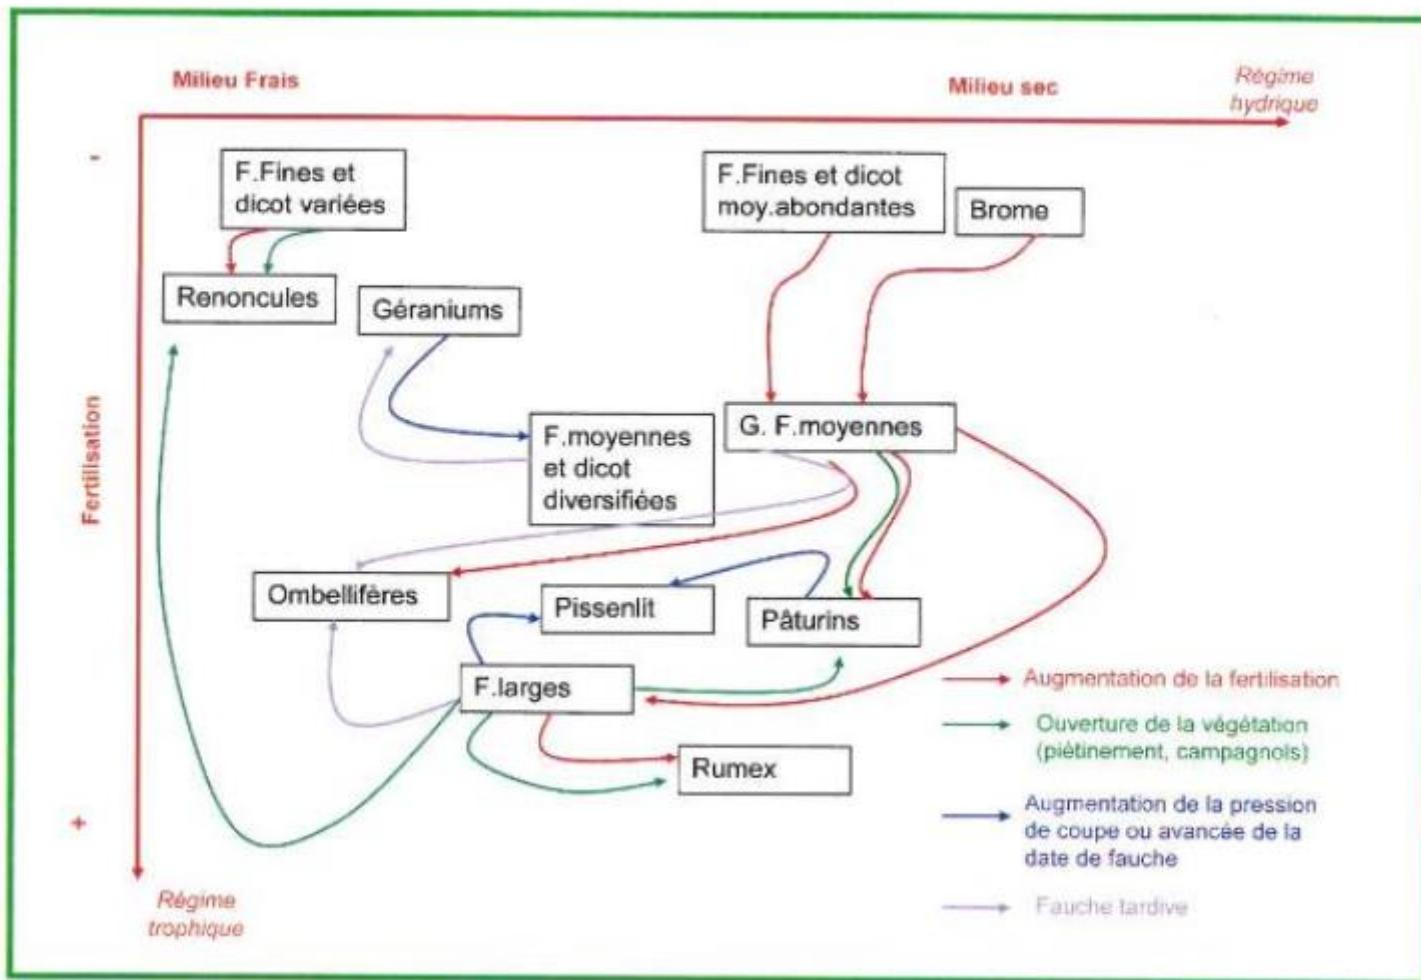 Milieu Frais
Milieu sec
Régime
hydrique
-
F.Fines et
dicot variées
F.Fines et dicot
moy.abondantes
Brome
Renoncules
Géraniums
Fertilisation
F.moyennes
et dicot
diversifiées
G. F.moyennes
Ombellifères
Pissenlit
Pâturins
F.larges
Rumex
+
Régime
trophique
Augmentation de la fertilisation
Ouverture de la végétation
(piètinement, campagnols)
Augmentation de la pression
de coupe ou avancée de la
date de fauche
Fauche tardive